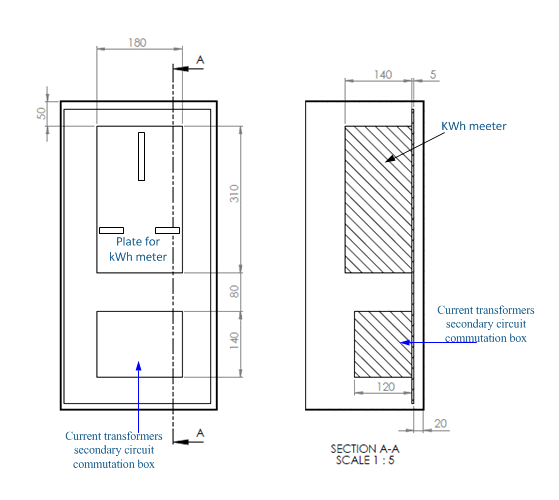 180
A
140
5
50
KWh meeter
310
Plate for
kWh meter
80
140
Current transformers
secondary circuit
commutation box
120
20
Current transformers
secondary circuit
commutation box
A
SECTION A-A
SCALE 1 : 5